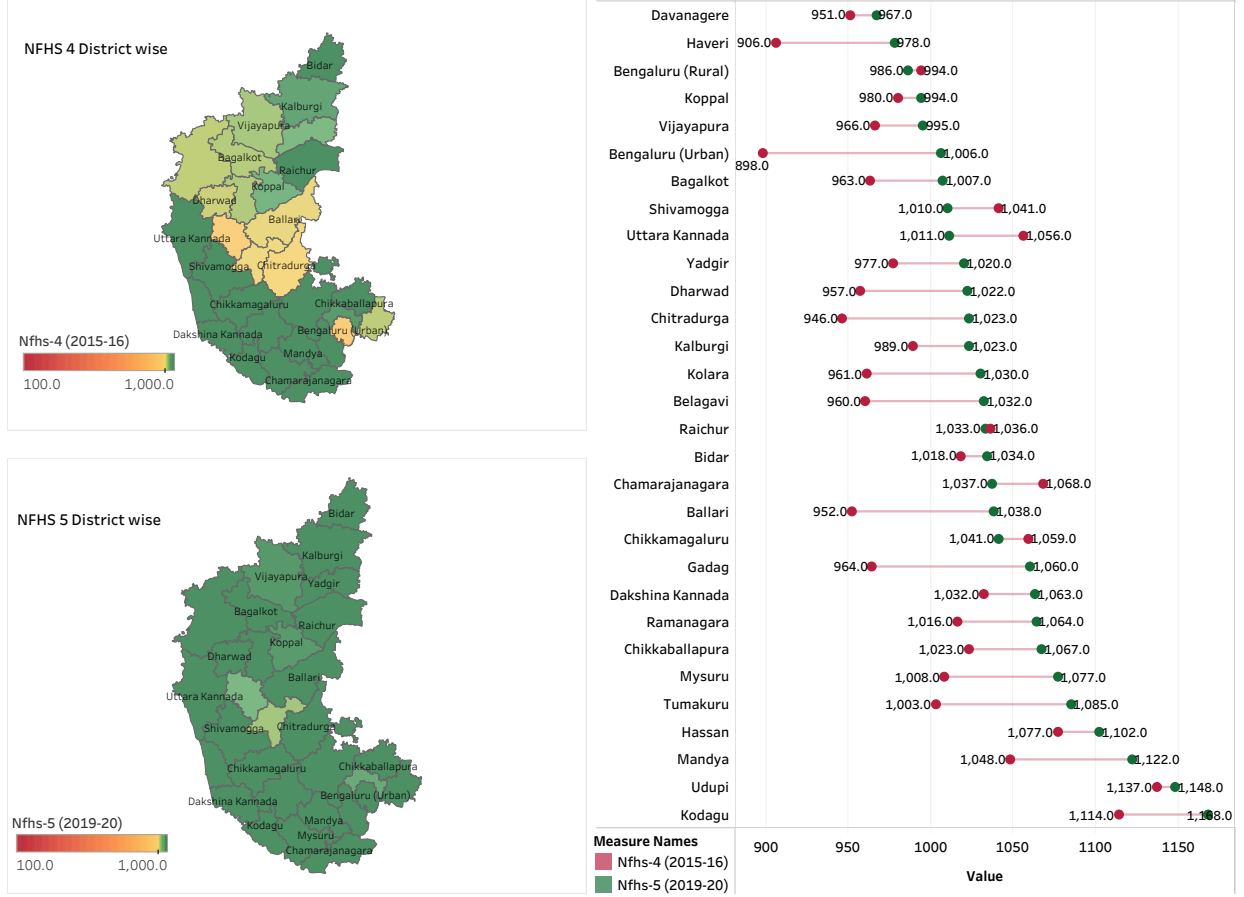 NFHS 4 District wise
Bidar
Kalburgi
Vijayapura
Bagalkot
Raichur
Koppal
Dharwad
Ballari
Uttara Kannada
Shivamogga
Chitradurga
Chikkamagaluru
Chikkaballapura
Dakshina Kannada
Bengaluru (Urban)
Kodagu
Mandya
Chamarajanagara
Nfhs-4 (2015-16)
100.0 1,000.0
NFHS 5 District wise
Bidar
Kalburgi
Vijayapura
Yadgir
Bagalkot
Raichur
Koppal
Dharwad
Ballari
Uttara Kannada
Shivamogga
Chitradurga
Chikkamagaluru
Chikkaballapura
Dakshina Kannada
Bengaluru (Urban)
Kodagu
Mandya
Mysuru
Chamarajanagara
Nfhs-5 (2019-20)
100.0 1,000.0
Davanagere 951.0 967.0
Haveri 906.0 978.0
Bengaluru (Rural) 986.0 994.0
Koppal 980.0 994.0
Vijayapura 966.0 995.0
Bengaluru (Urban) 898.0 1,006.0
Bagalkot 963.0 1,007.0
Shivamogga 1,010.0 1,041.0
Uttara Kannada 1,011.0 1,056.0
Yadgir 977.0 1,020.0
Dharwad 957.0 1,022.0
Chitradurga 946.0 1,023.0
Kalburgi 989.0 1,023.0
Kolara 961.0 1,030.0
Belagavi 960.0 1,032.0
Raichur 1,033.0 1,036.0
Bidar 1,018.0 1,034.0
Chamarajanagara 1,037.0 1,068.0
Ballari 952.0 1,038.0
Chikkamagaluru 1,041.0 1,059.0
Gadag 964.0 1,060.0
Dakshina Kannada 1,032.0 1,063.0
Ramanagara 1,016.0 1,064.0
Chikkaballapura 1,023.0 1,067.0
Mysuru 1,008.0 1,077.0
Tumakuru 1,003.0 1,085.0
Hassan 1,077.0 1,102.0
Mandya 1,048.0 1,122.0
Udupi 1,137.0 1,148.0
Kodagu 1,114.0 1,168.0
900 950 1000 1050 1100 1150
Value
Measure Names
Nfhs-4 (2015-16)
Nfhs-5 (2019-20)